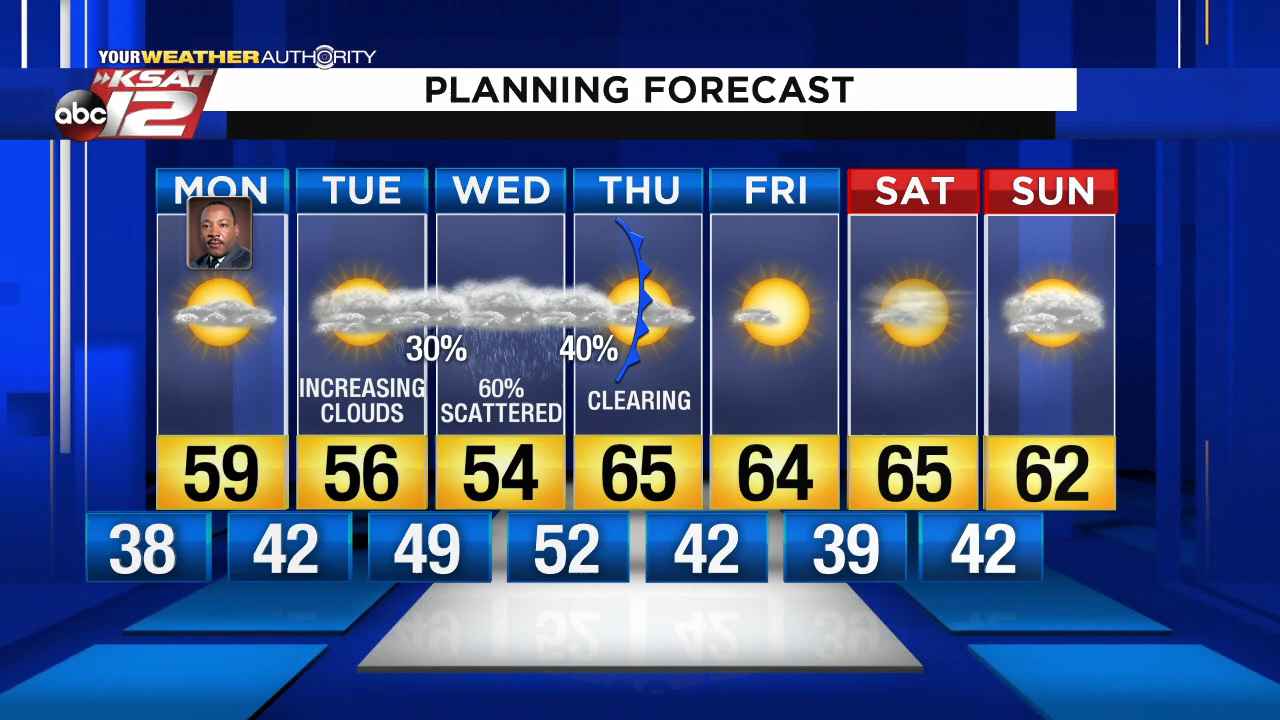 YOURWEATHERAUTHORITY
KSAT
abc 12
PLANNING FORECAST
MON TUE WED THU FRI SAT SUN
30% 40%
INCREASING
CLOUDS
60%
SCATTERED
CLEARING
59 56 54 65 64 65 62
38 42 49 52 42 39 42